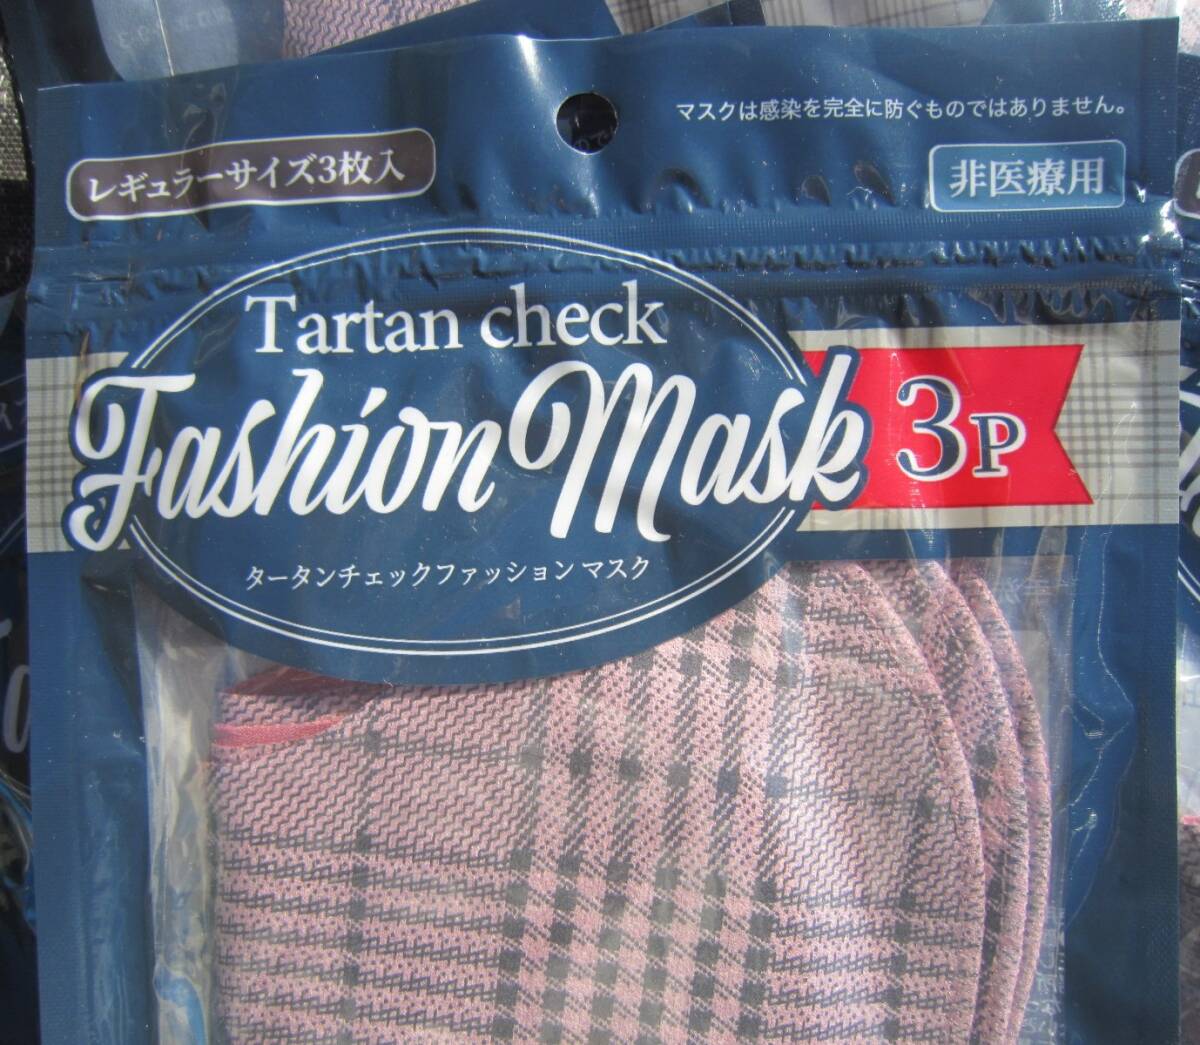 マスクは感染を完全に防ぐものではありません。
レギュラーサイズ3枚入
非医療用
Tartan check
Fashion Mask
3P
タータンチェックファッション マスク